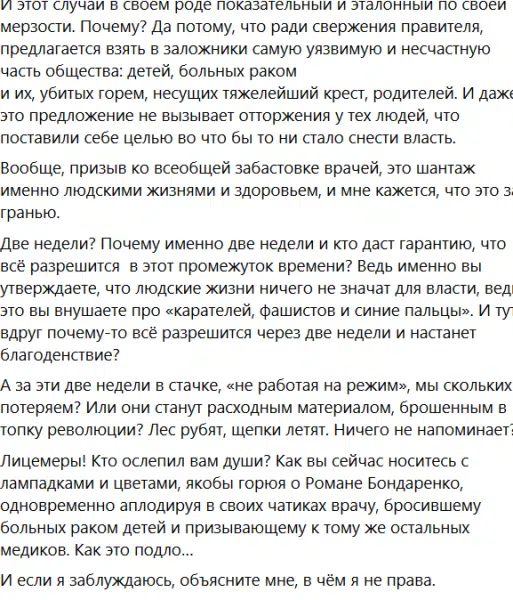 И этот случай в своем роде показательный и эталонный по своей
мерзости. Почему? Да потому, что ради свержения правителя,
предлагается взять в заложники самую уязвимую и несчастную
часть общества: детей, больных раком
и их, убитых горем, несущих тяжелейший крест, родителей. И даже
это предложение не вызывает отторжения у тех людей, что
поставили себе целью во что бы то ни стало снести власть.
Вообще, призыв ко всеобщей забастовке врачей, это шантаж
именно людскими жизнями и здоровьем, и мне кажется, что это за
гранью.
Две недели? Почему именно две недели и кто даст гарантию, что
всё разрешится в этот промежуток времени? Ведь именно вы
утверждаете, что людские жизни ничего не значат для власти, ведь
это вы внушаете про «карателей, фашистов и синие пальцы». И тут
вдруг почему-то всё разрешится через две недели и настанет
благоденствие?
А за эти две недели в стачке, «не работая на режим», мы скольких
потеряем? Или они станут расходным материалом, брошенным в
топку революции? Лес рубят, щепки летят. Ничего не напоминает?
Лицемеры! Кто ослепил вам души? Как вы сейчас носитесь с
лампадками и цветами, якобы горюя о Романе Бондаренко,
одновременно аплодируя в своих чатиках врачу, бросившему
больных раком детей и призывающему к тому же остальных
медиков. Как это подло...
И если я заблуждаюсь, объясните мне, в чём я не права.